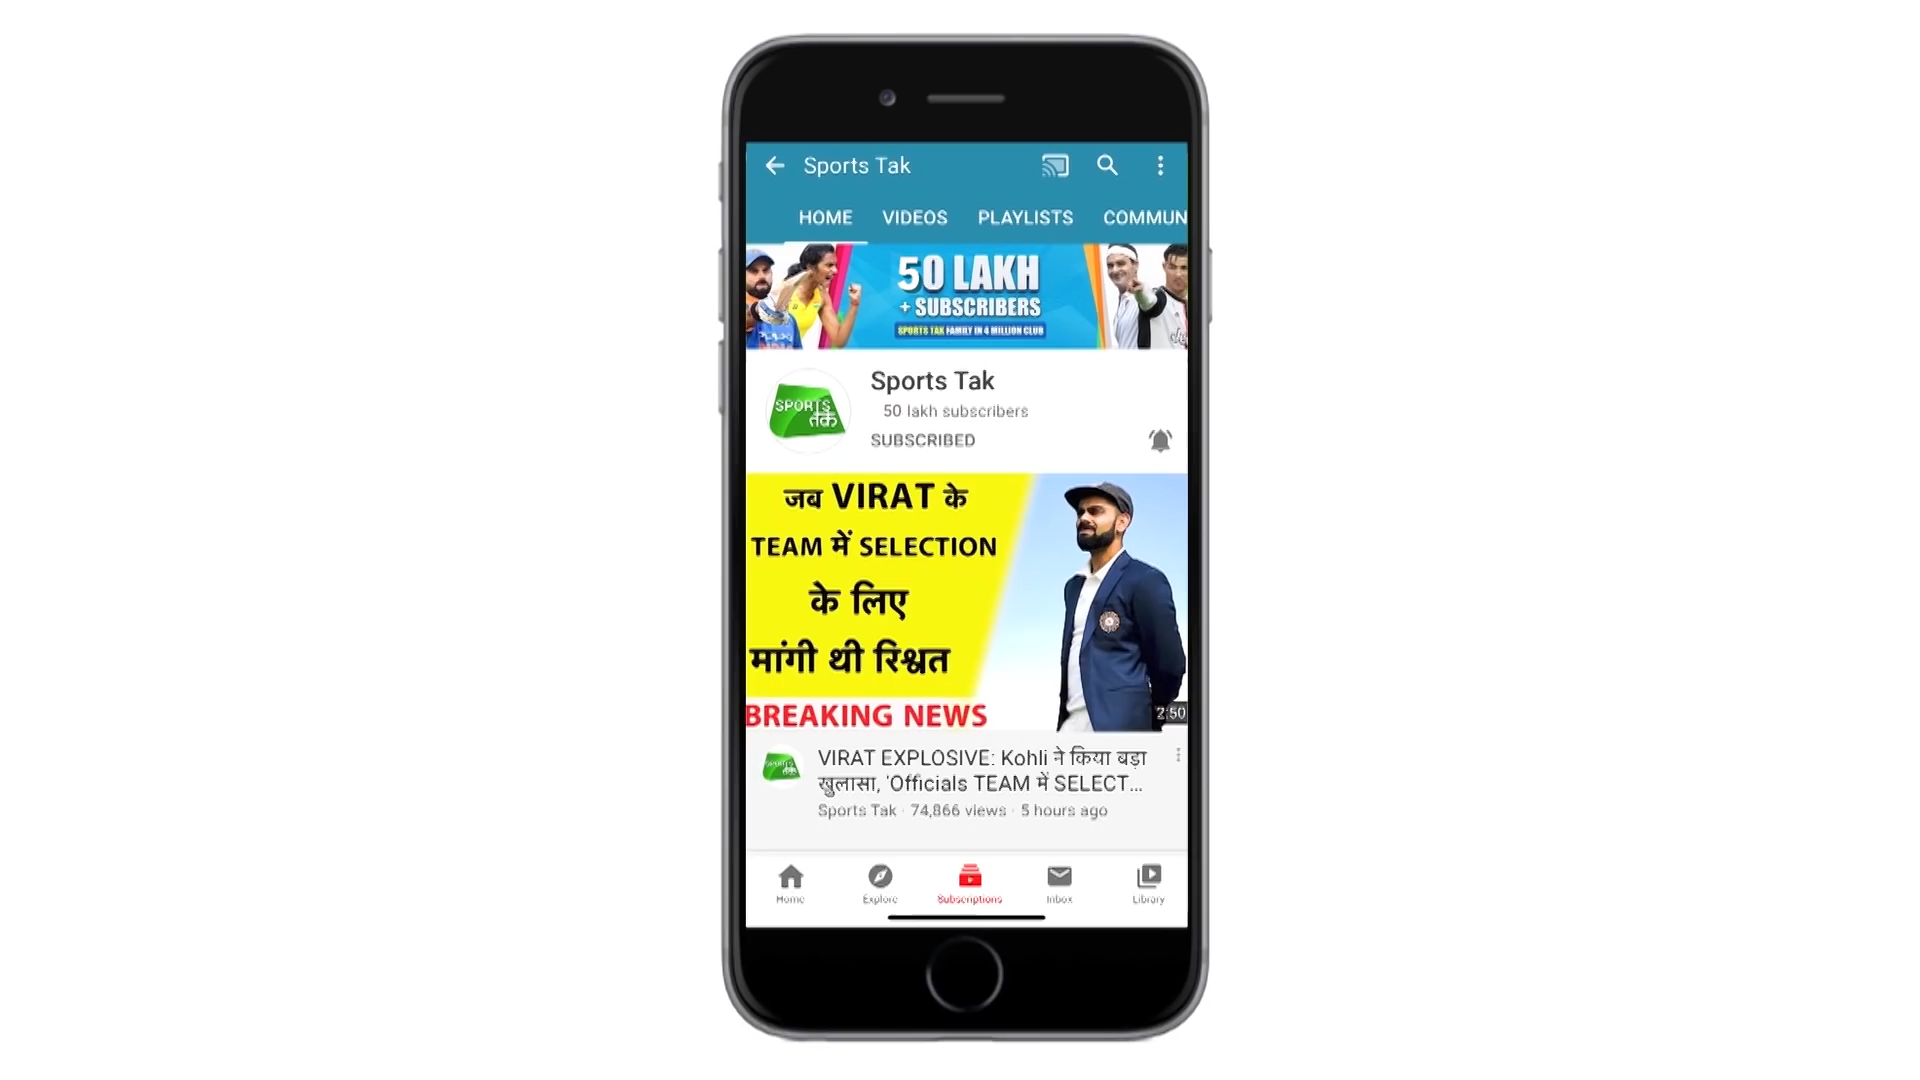 Sports Tak
HOME VIDEOS PLAYLISTS COMMUN
50 LAKH
+ SUBSCRIBERS
SPORTS TAK FAMILY IN 4 MILLION CLUB
SPORTS
तक
Sports Tak
50 lakh subscribers
SUBSCRIBED
जब VIRAT के
TEAM में SELECTION
के लिए
मांगी थी रिश्वत
BREAKING NEWS
2:50
SPORTS
तक
VIRAT EXPLOSIVE: Kohli ने किया बड़ा
खुलासा, 'Officials TEAM में SELECT...
Sports Tak · 74,866 views · 5 hours ago
Home Explore Subscriptions Inbox Library